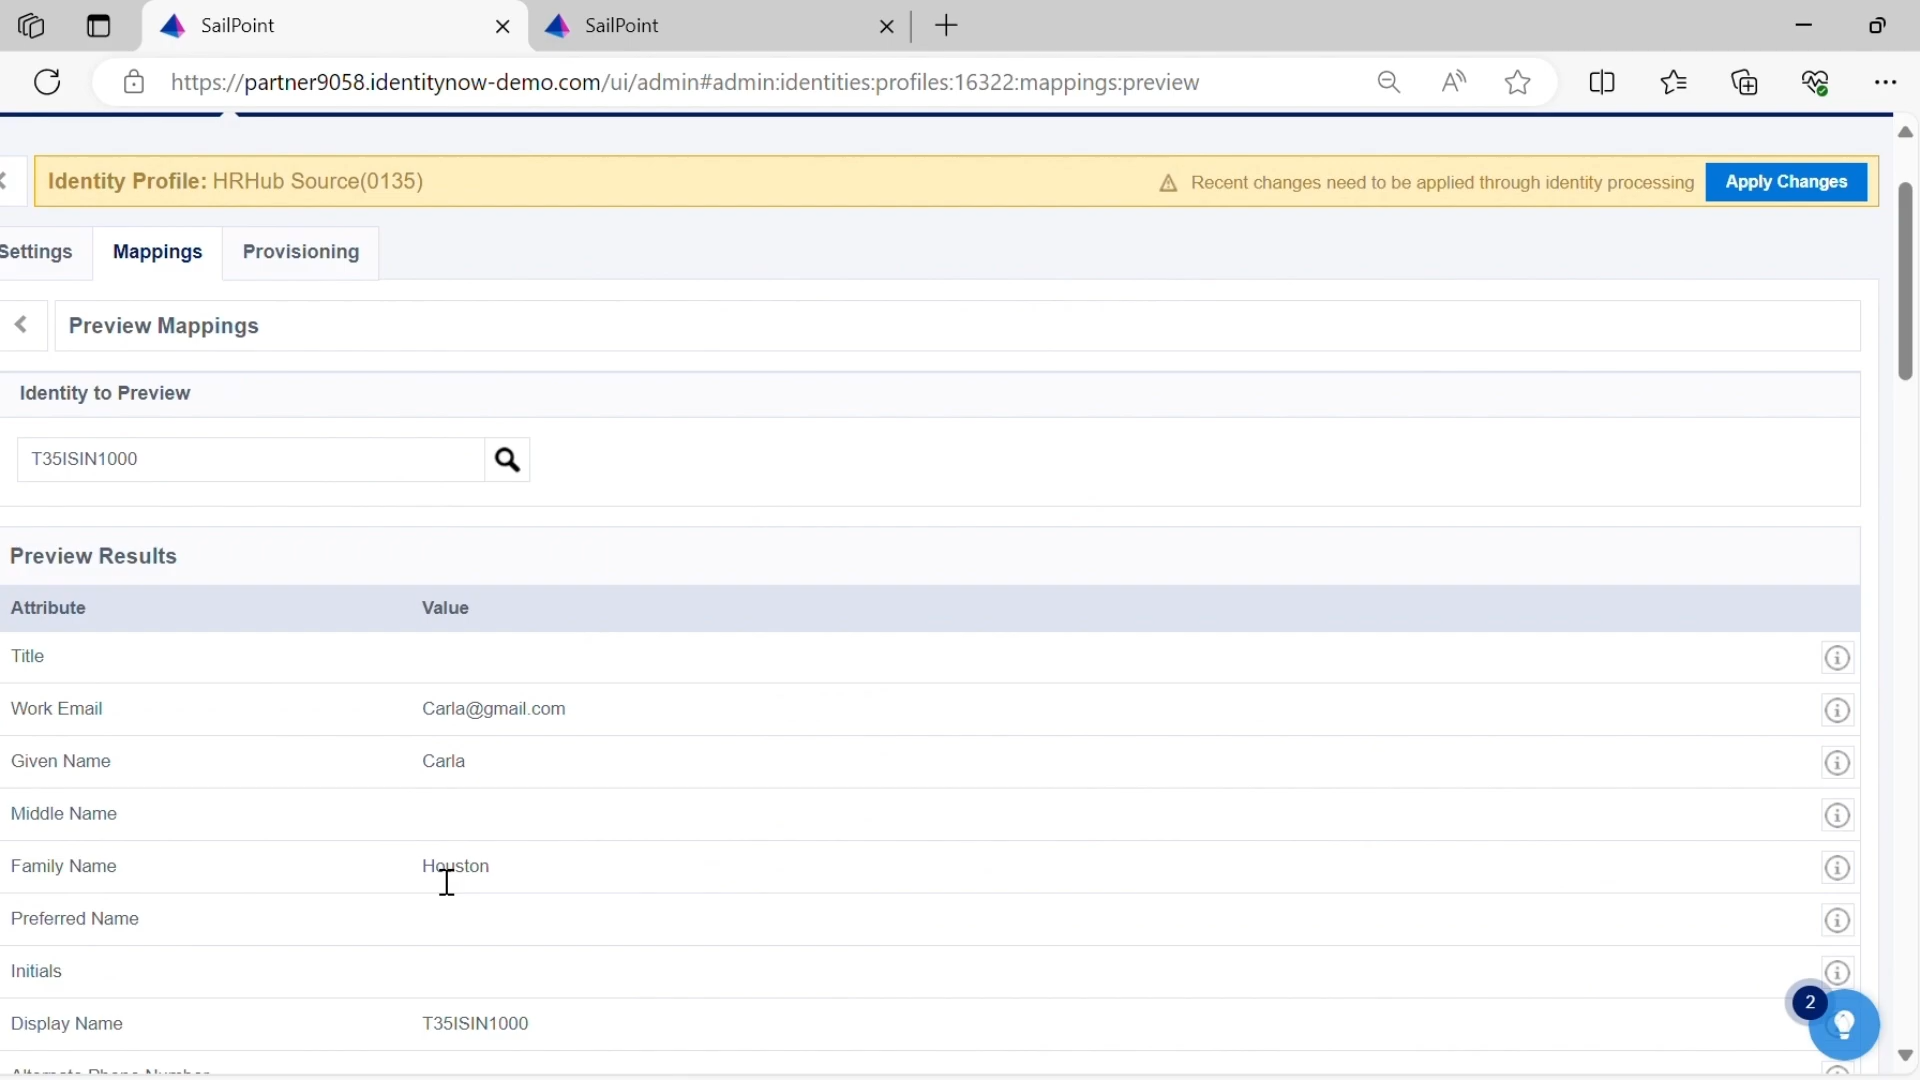 SailPoint
SailPoint
https://partner9058.identitynow-demo.com/ui/admin#admin:identities:profiles:16322:mappings:preview
Identity Profile: HRHub Source(0135)
Recent changes need to be applied through identity processing
Apply Changes
Settings
Mappings
Provisioning
Preview Mappings
Identity to Preview
T35ISIN1000
Preview Results
Attribute
Value
Title
Work Email
Carla@gmail.com
Given Name
Carla
Middle Name
Family Name
Houston
Preferred Name
Initials
2
Display Name
T35ISIN1000
Alternate Phone Number